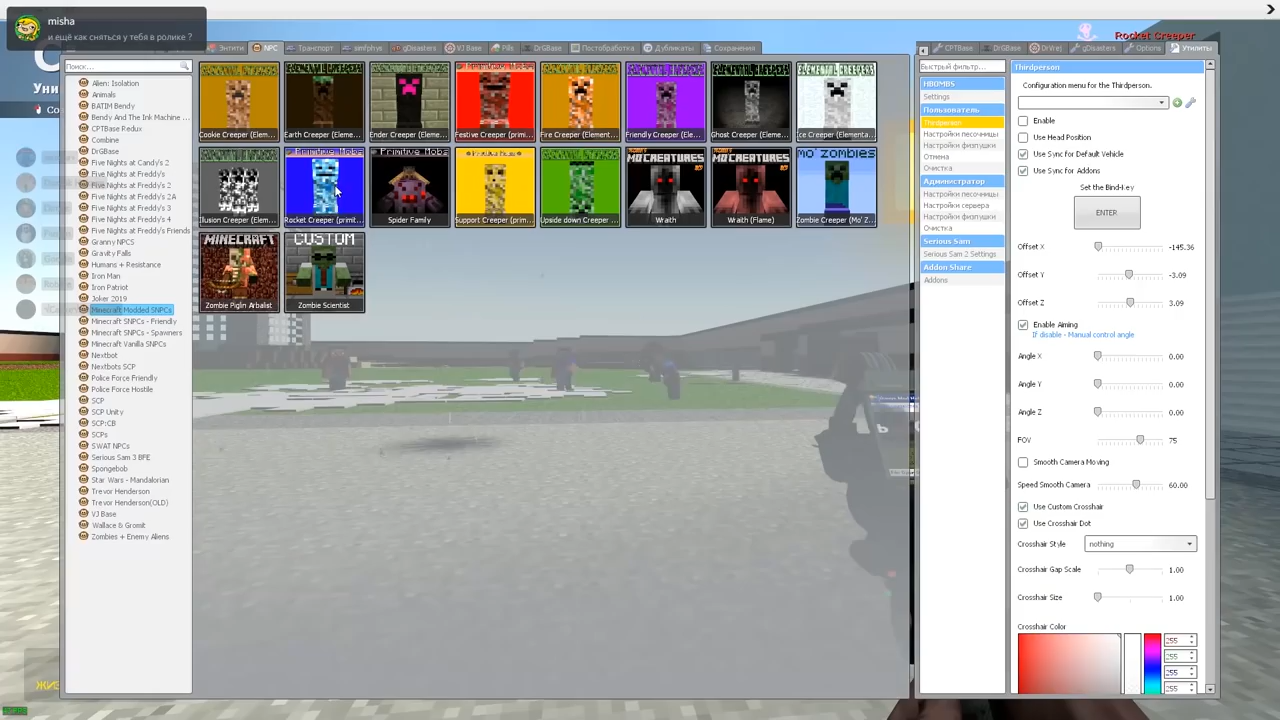 misha
и ещё как сняться у тебя в ролике ?
Rocket Creeper
Энтити
NPC
Транспорт
simfphys
gDisasters
VJ Base
Pills
DrGBase
Постобработка
Дубликаты
Сохранения
CPTBase
DrGBase
gDisasters
Options
Утилиты
Поиск...
Alien: Isolation
Animals
BATIM Bendy
Bendy And The Ink Machine ...
CPTBase Redux
Combine
DrGBase
Five Nights at Candy's 2
Five Nights at Freddy's
Five Nights at Freddy's 2
Five Nights at Freddy's 2A
Five Nights at Freddy's 3
Five Nights at Freddy's 4
Five Nights at Freddy's Friends
Granny NPCS
Gravity Falls
Humans + Resistance
Iron Man
Iron Patriot
Joker 2019
Minecraft Modded SNPCs
Minecraft SNPCs - Friendly
Minecraft SNPCs - Spawners
Minecraft Vanilla SNPCs
Nextbot
Nextbots SCP
Police Force Friendly
Police Force Hostile
SCP
SCP Unity
SCP:CB
SCPs
SWAT NPCs
Serious Sam 3 BFE
Spongebob
Star Wars - Mandalorian
Trevor Henderson
Trevor Henderson(OLD)
VJ Base
Wallace & Gromit
Zombies + Enemy Aliens
Cookie Creeper (Elem...
Earth Creeper (Eleme...
Ender Creeper (Eleme...
Festive Creeper (primi...
Fire Creeper (Element...
Friendly Creeper (Ele...
Ghost Creeper (Eleme...
Ice Creeper (Elementa...
Illusion Creeper (Elem...
Rocket Creeper (primit...
Spider Family
Support Creeper (prim...
Upside down Creeper (...
Wraith
Wraith (Flame)
Zombie Creeper (Mo' Z...
MINECRAFT
Zombie Piglin Arbalist
CUSTOM
Zombie Scientist
Быстрый фильтр...
HBOMBS
Settings
Пользователь
Thirdperson
Настройки песочницы
Настройки физпушки
Отмена
Очистка
Администратор
Настройки песочницы
Настройки сервера
Настройки физпушки
Очистка
Serious Sam
Serious Sam 2 Settings
Addon Share
Addons
Thirdperson
Configuration menu for the Thirdperson.
Enable
Use Head Position
Use Sync for Default Vehicle
Use Sync for Addons
Set the Bind-Key
ENTER
Offset X -145.36
Offset Y -3.09
Offset Z 3.09
Enable Aiming
If disable - Manual control angle
Angle X 0.00
Angle Y 0.00
Angle Z 0.00
FOV 75
Smooth Camera Moving
Speed Smooth Camera 60.00
Use Custom Crosshair
Use Crosshair Dot
Crosshair Style nothing
Crosshair Gap Scale 1.00
Crosshair Size 1.00
Crosshair Color
255
255
255
255